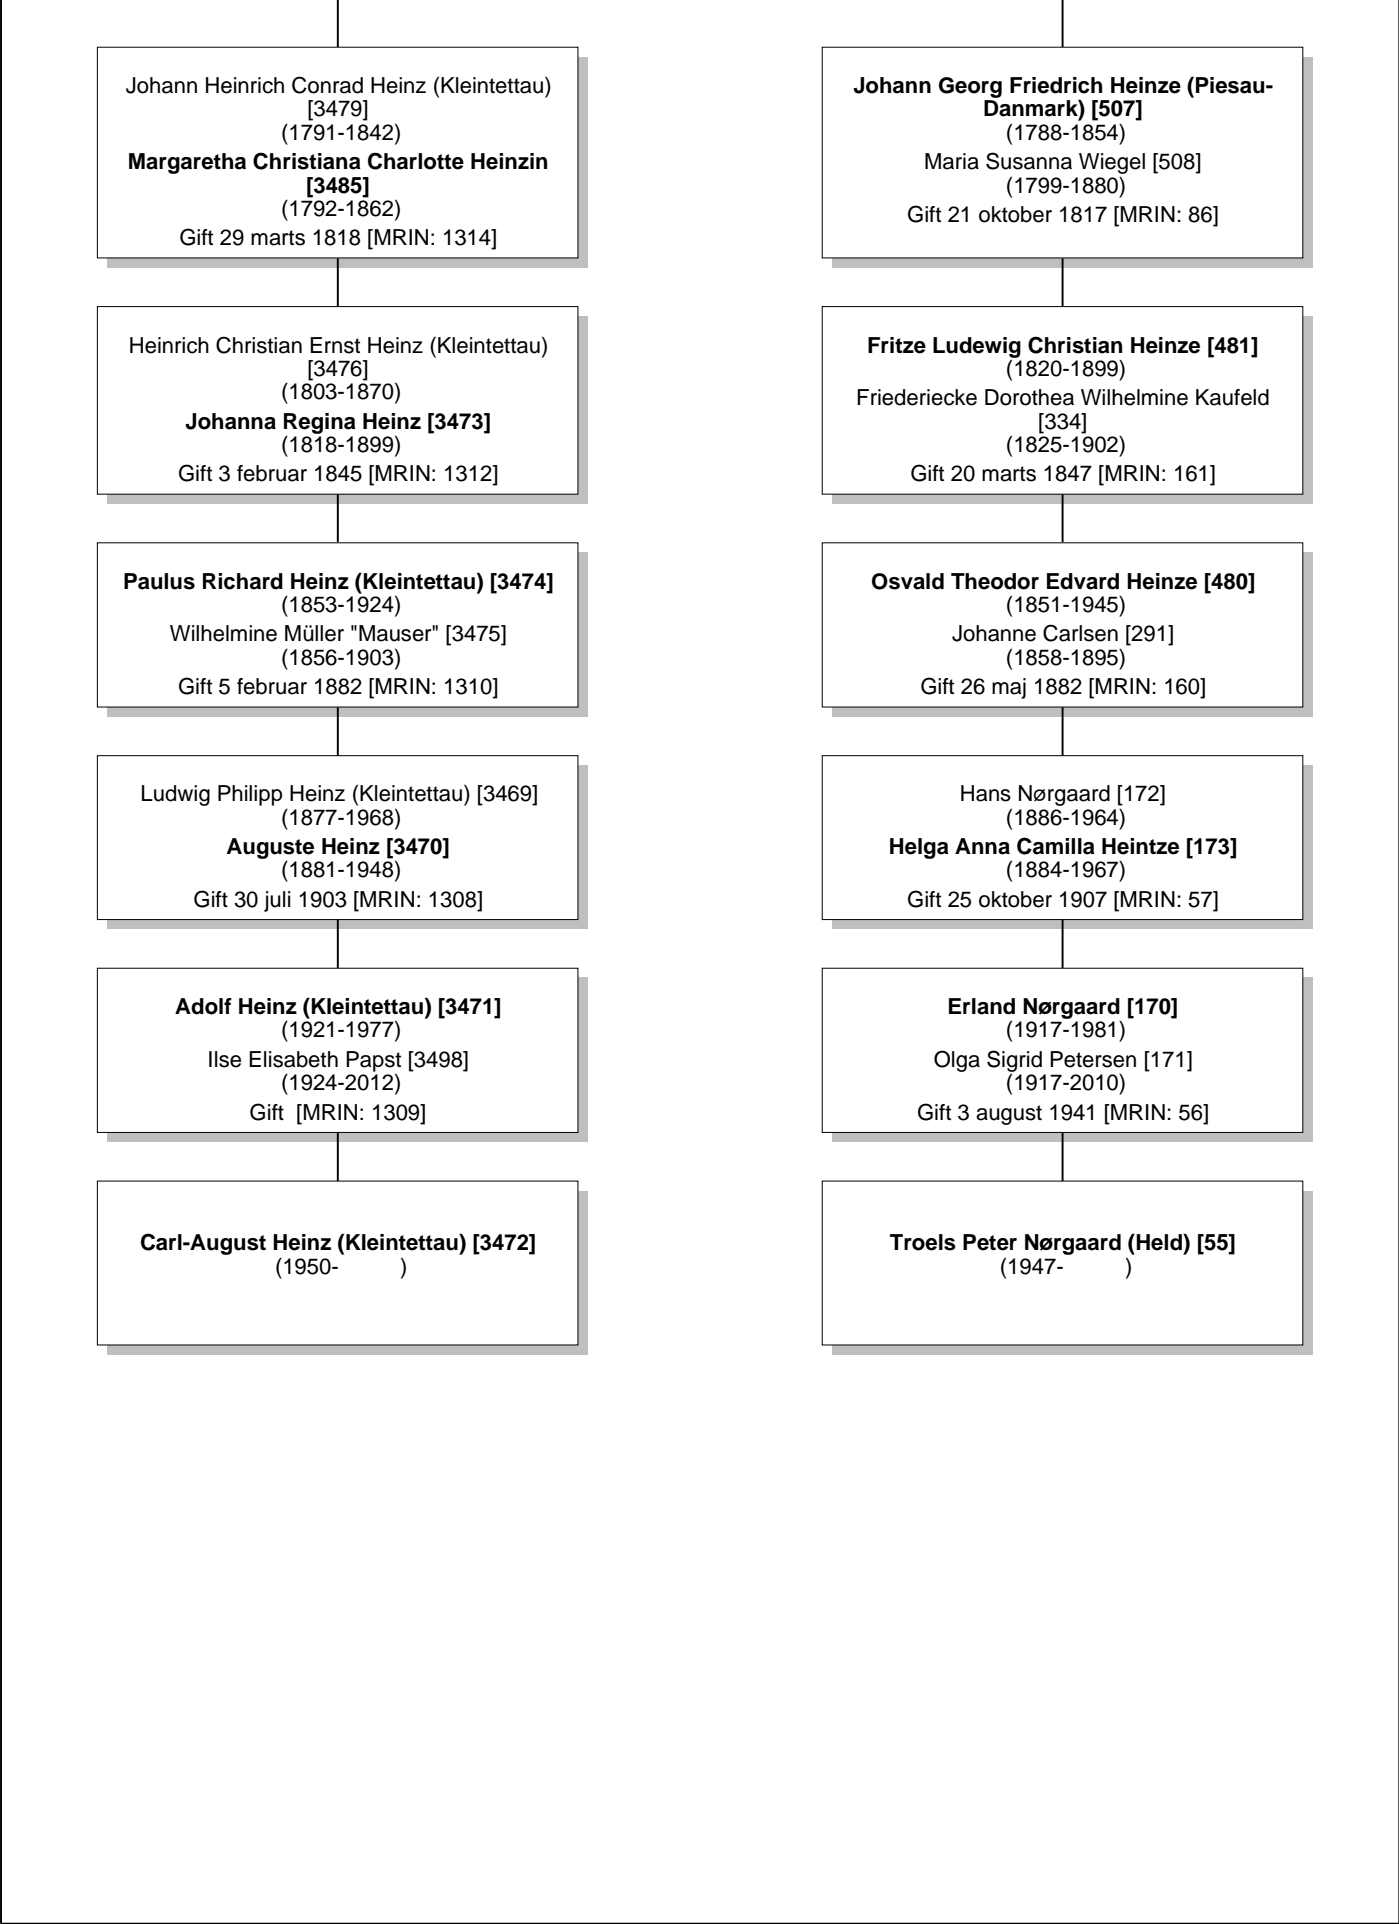 Johann Heinrich Conrad Heinz (Kleintettau)
[3479]
(1791-1842)
Margaretha Christiana Charlotte Heinzin
[3485]
(1792-1862)
Gift 29 marts 1818 [MRIN: 1314]
Heinrich Christian Ernst Heinz (Kleintettau)
[3476]
(1803-1870)
Johanna Regina Heinz [3473]
(1818-1899)
Gift 3 februar 1845 [MRIN: 1312]
Paulus Richard Heinz (Kleintettau) [3474]
(1853-1924)
Wilhelmine Müller "Mauser" [3475]
(1856-1903)
Gift 5 februar 1882 [MRIN: 1310]
Ludwig Philipp Heinz (Kleintettau) [3469]
(1877-1968)
Auguste Heinz [3470]
(1881-1948)
Gift 30 juli 1903 [MRIN: 1308]
Adolf Heinz (Kleintettau) [3471]
(1921-1977)
Ilse Elisabeth Papst [3498]
(1924-2012)
Gift  [MRIN: 1309]
Carl-August Heinz (Kleintettau) [3472]
(1950-          )
Johann Georg Friedrich Heinze (Piesau-
Danmark) [507]
(1788-1854)
Maria Susanna Wiegel [508]
(1799-1880)
Gift 21 oktober 1817 [MRIN: 86]
Fritze Ludewig Christian Heinze [481]
(1820-1899)
Friederiecke Dorothea Wilhelmine Kaufeld
[334]
(1825-1902)
Gift 20 marts 1847 [MRIN: 161]
Osvald Theodor Edvard Heinze [480]
(1851-1945)
Johanne Carlsen [291]
(1858-1895)
Gift 26 maj 1882 [MRIN: 160]
Hans Nørgaard [172]
(1886-1964)
Helga Anna Camilla Heintze [173]
(1884-1967)
Gift 25 oktober 1907 [MRIN: 57]
Erland Nørgaard [170]
(1917-1981)
Olga Sigrid Petersen [171]
(1917-2010)
Gift 3 august 1941 [MRIN: 56]
Troels Peter Nørgaard (Held) [55]
(1947-          )